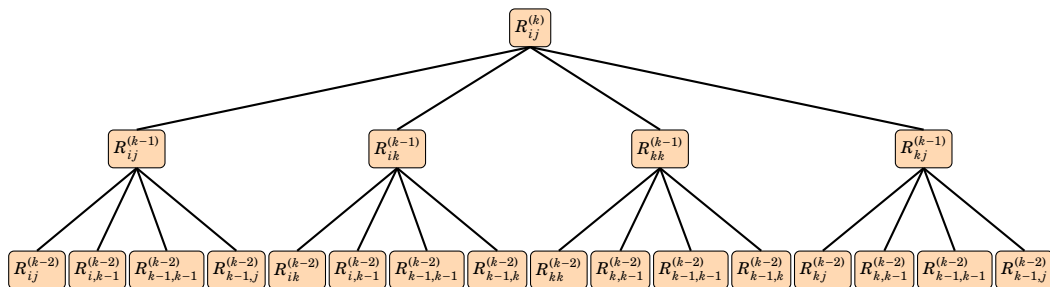 R_{ij}^{(k)}
R_{ij}^{(k-1)} R_{ik}^{(k-1)} R_{kk}^{(k-1)} R_{kj}^{(k-1)}
R_{ij}^{(k-2)} R_{i,k-1}^{(k-2)} R_{k-1,k-1}^{(k-2)} R_{k-1,j}^{(k-2)} R_{ik}^{(k-2)} R_{i,k-1}^{(k-2)} R_{k-1,k-1}^{(k-2)} R_{k-1,k}^{(k-2)} R_{kk}^{(k-2)} R_{k,k-1}^{(k-2)} R_{k-1,k-1}^{(k-2)} R_{k-1,k}^{(k-2)} R_{kj}^{(k-2)} R_{k,k-1}^{(k-2)} R_{k-1,k-1}^{(k-2)} R_{k-1,j}^{(k-2)}